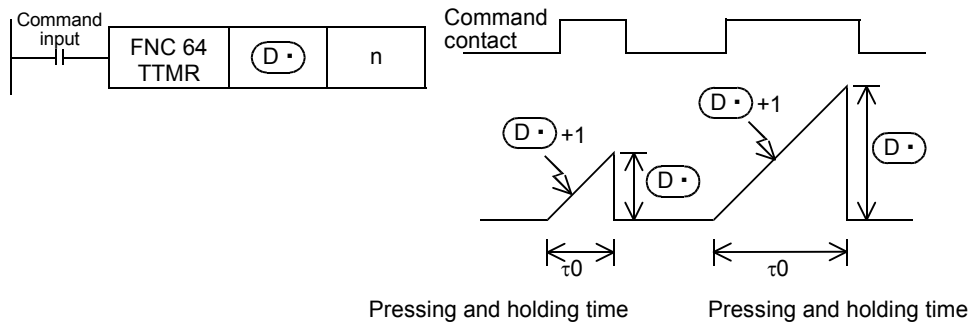 Command
input
FNC 64
TTMR
D・
n
Command
contact
D・+1
D・
D・+1
D・
τ0
τ0
Pressing and holding time
Pressing and holding time